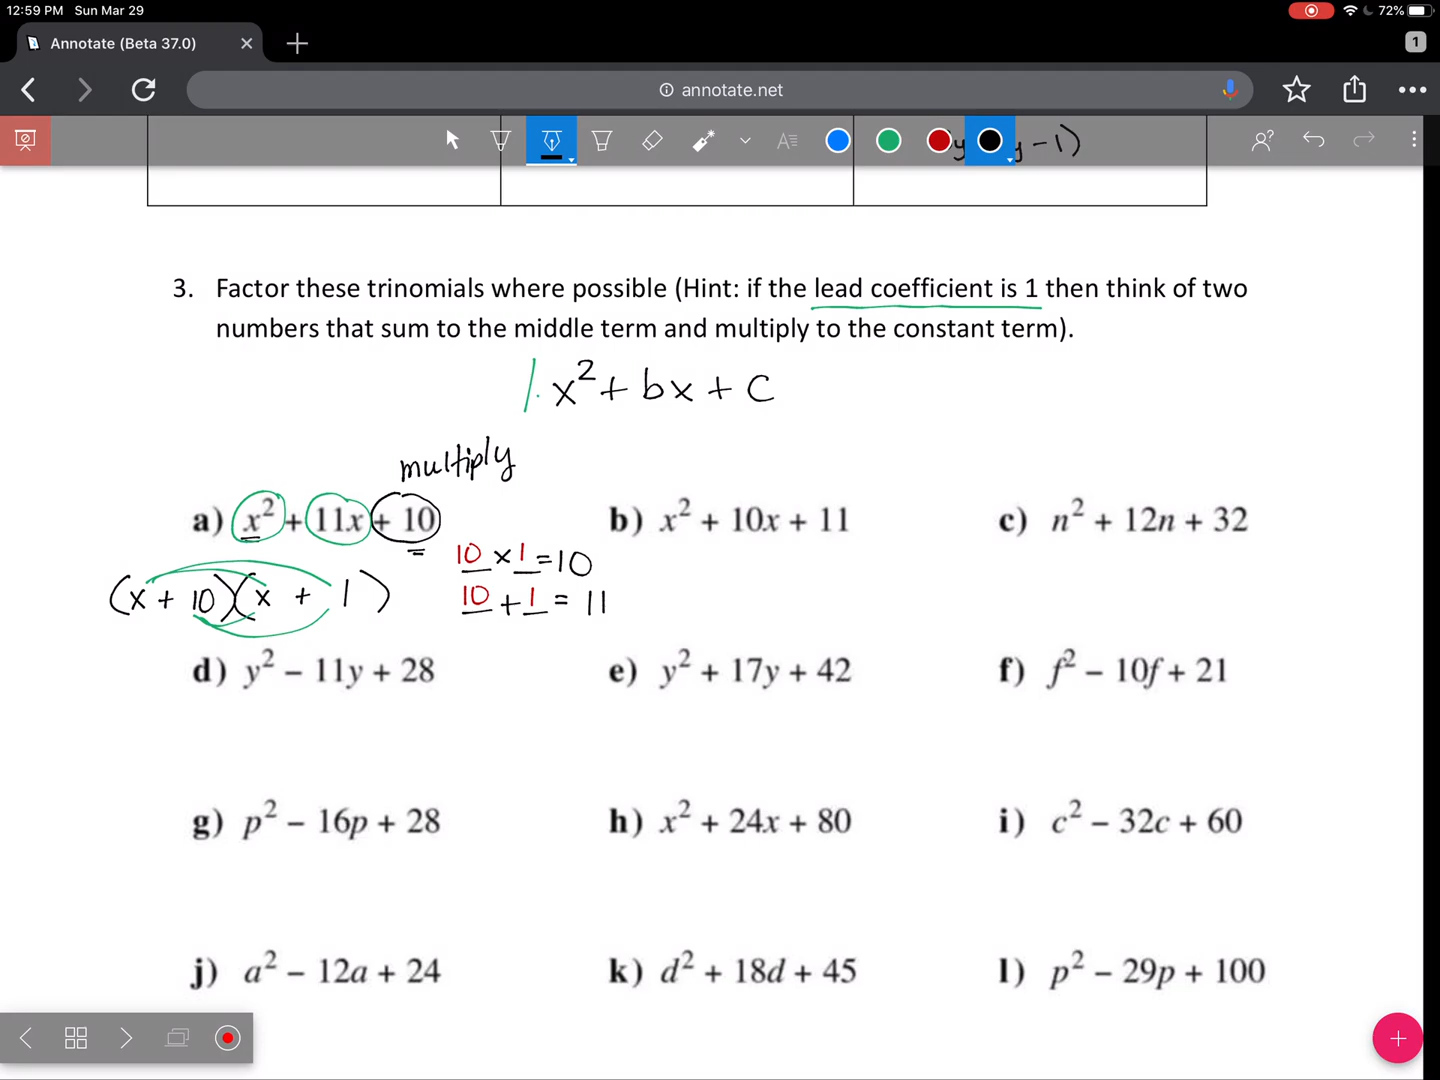 12:59 PM Sun Mar 29
72%
Annotate (Beta 37.0)
1
annotate.net
y - 1)
3. Factor these trinomials where possible (Hint: if the lead coefficient is 1 then think of two
numbers that sum to the middle term and multiply to the constant term).
1·x² + bx + c
multiply
a) x² + 11x + 10
b) x² + 10x + 11
c) n² + 12n + 32
10 × 1 = 10
(x + 10)(x + 1)
10 + 1 = 11
d) y² – 11y + 28
e) y² + 17y + 42
f) f² – 10f + 21
g) p² – 16p + 28
h) x² + 24x + 80
i) c² – 32c + 60
j) a² – 12a + 24
k) d² + 18d + 45
l) p² – 29p + 100